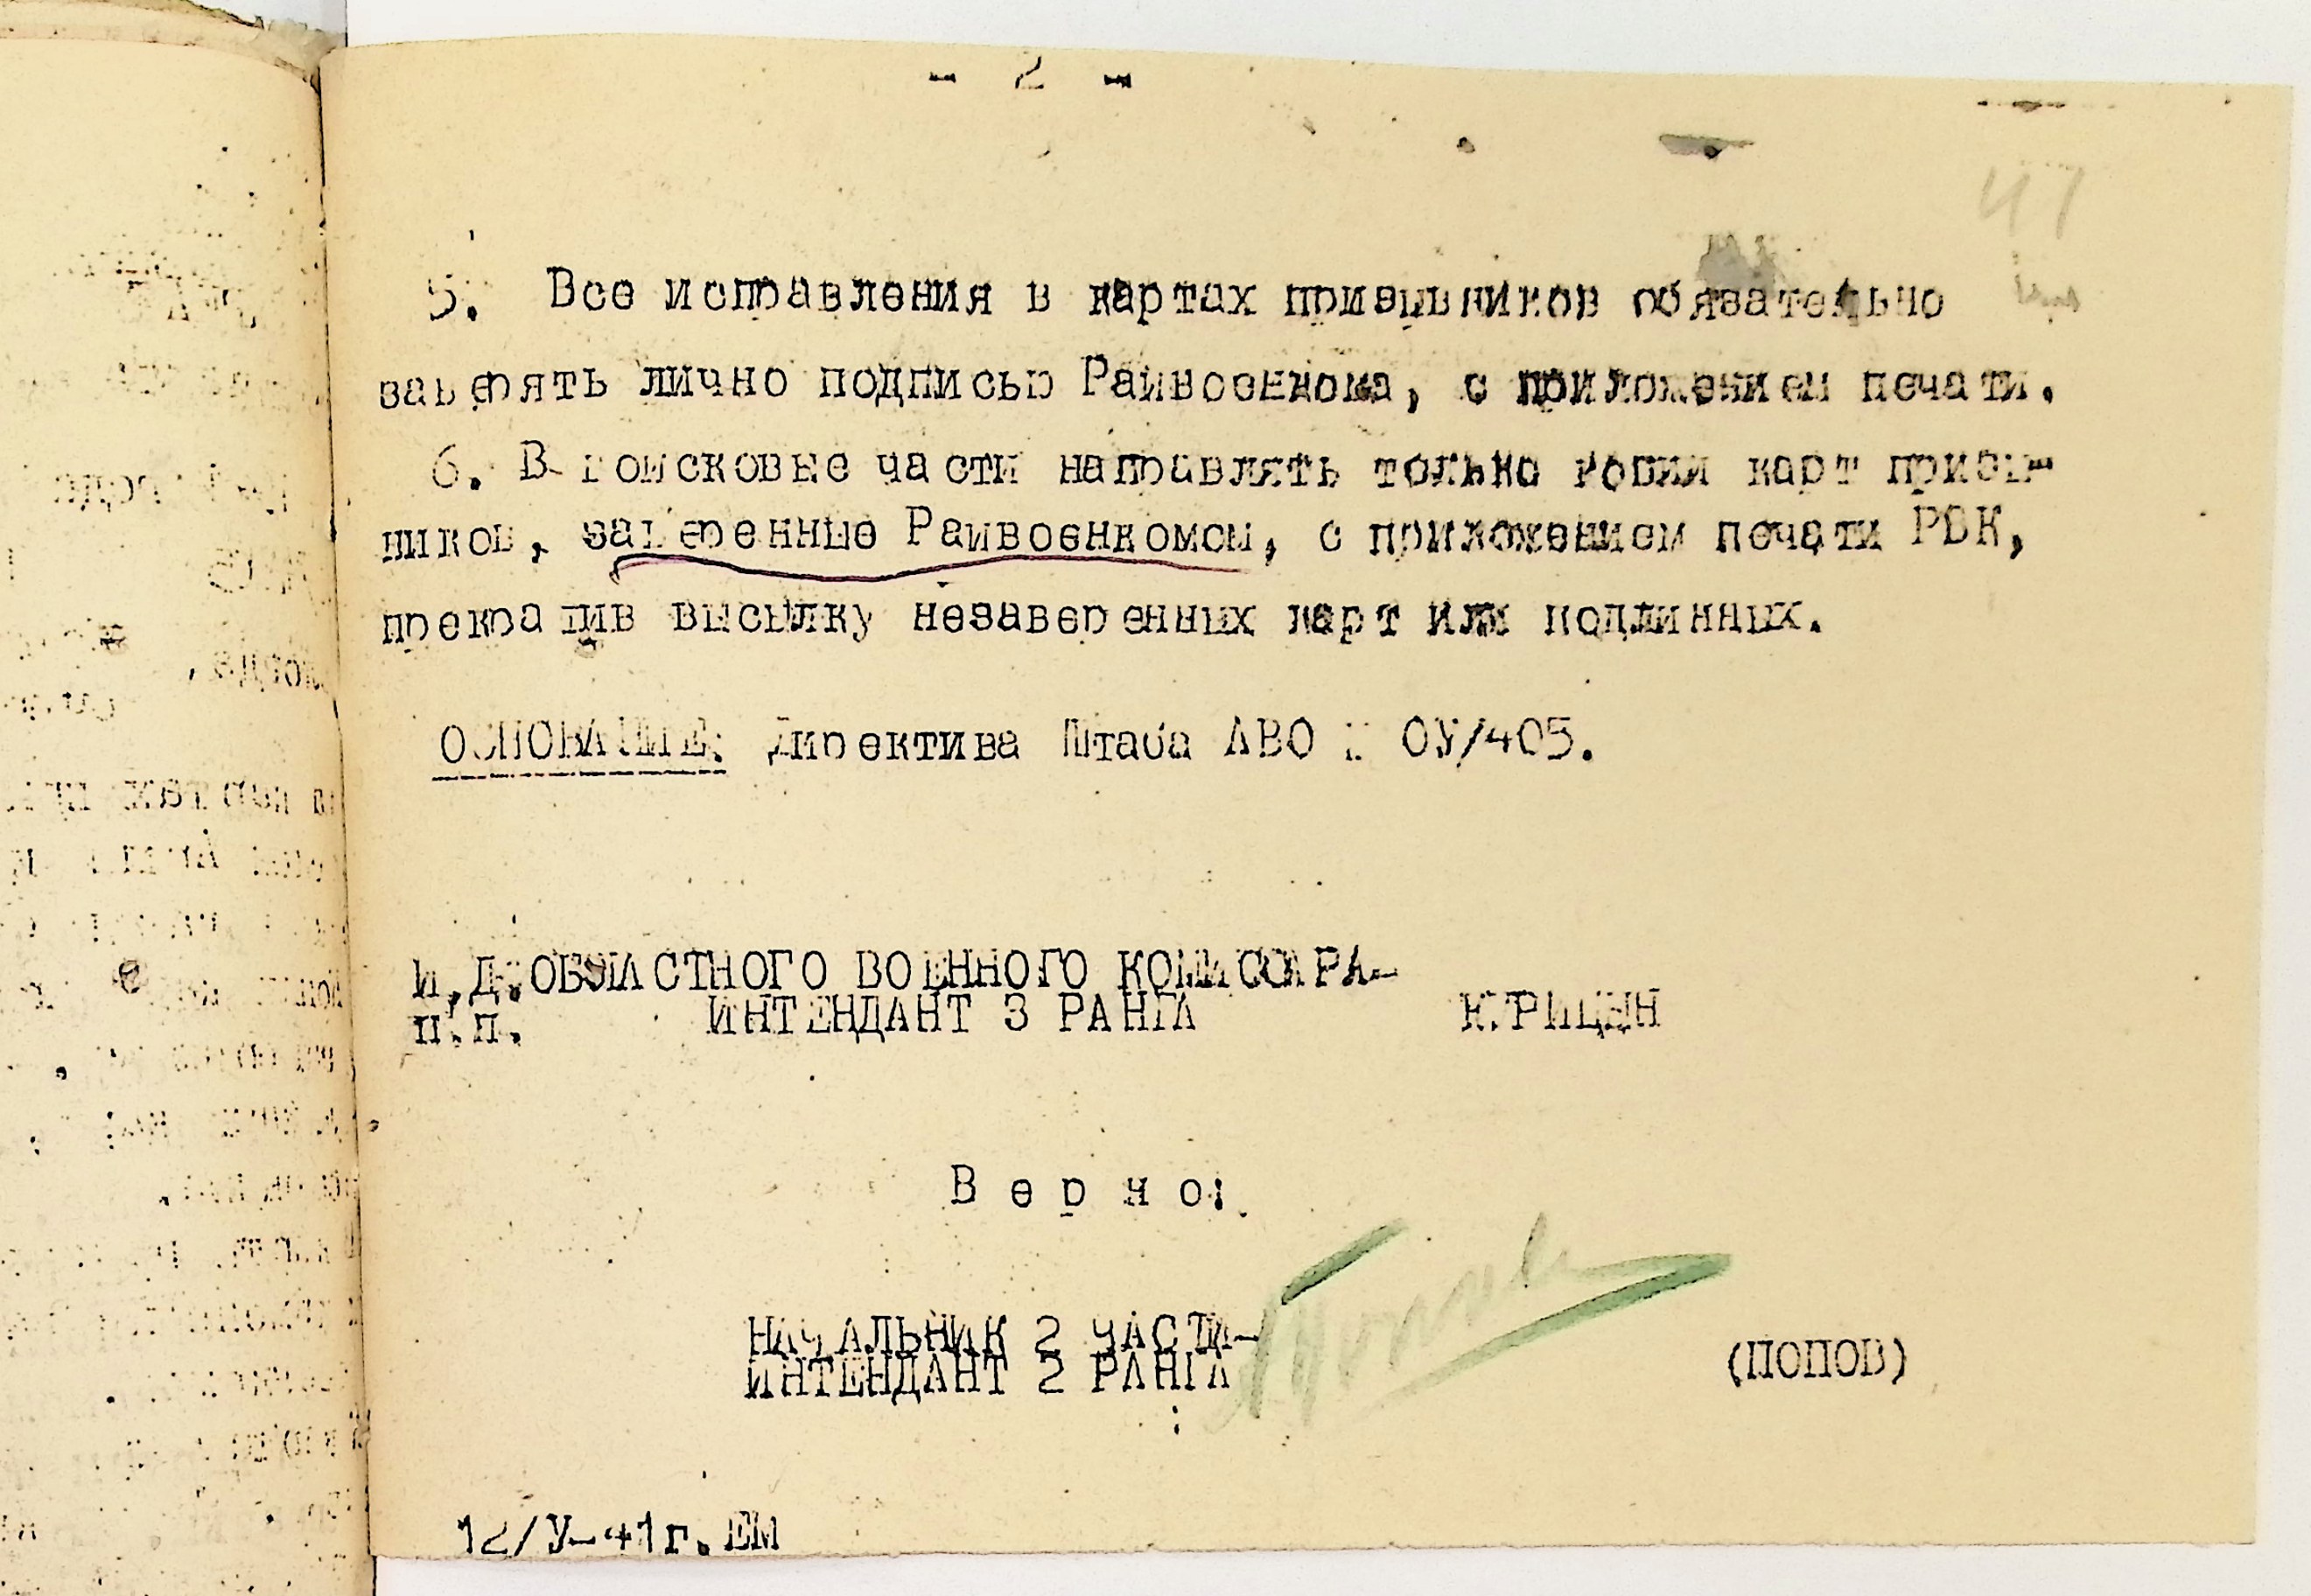 - 2 -
47
5. Все исправления в картах призывников обязательно
заверять лично подписью Райвоенкома, с приложением печати.
6. В войсковые части направлять только копии карт призыв-
ников, заверенные Райвоенкомом, с приложением печати РВК,
прекратив высылку незаверенных карт или подлинных.
ОСНОВАНИЕ: Директива Штаба АВО № ОУ/405.
И.Д.ОБЛАСТНОГО ВОЕННОГО КОМИССАРА-
ИНТЕНДАНТ 3 РАНГА
п.п.
Верно:
НАЧАЛЬНИК 2 ЧАСТИ-
ИНТЕНДАНТ 2 РАНГА
(ПОПОВ)
12/У-41г. ЕМ